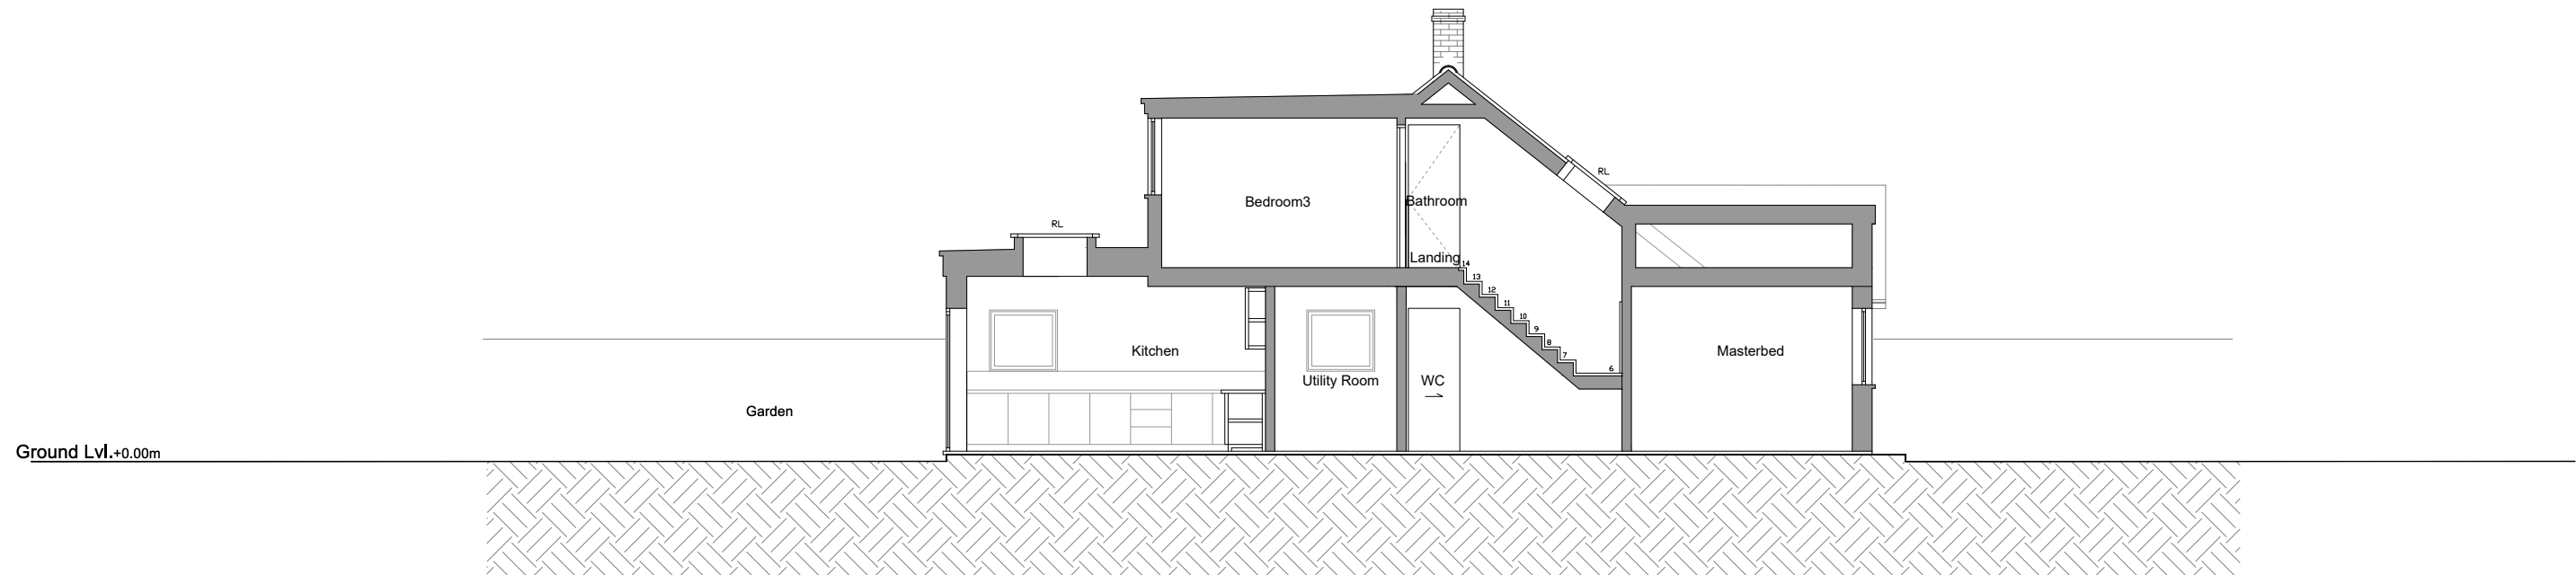 RL
Bedroom3
Bathroom
RL
Landing
14
13
12
11
10
9
8
7
6
Kitchen
Masterbed
Utility Room
WC
Garden
Ground Lvl.+0.00m